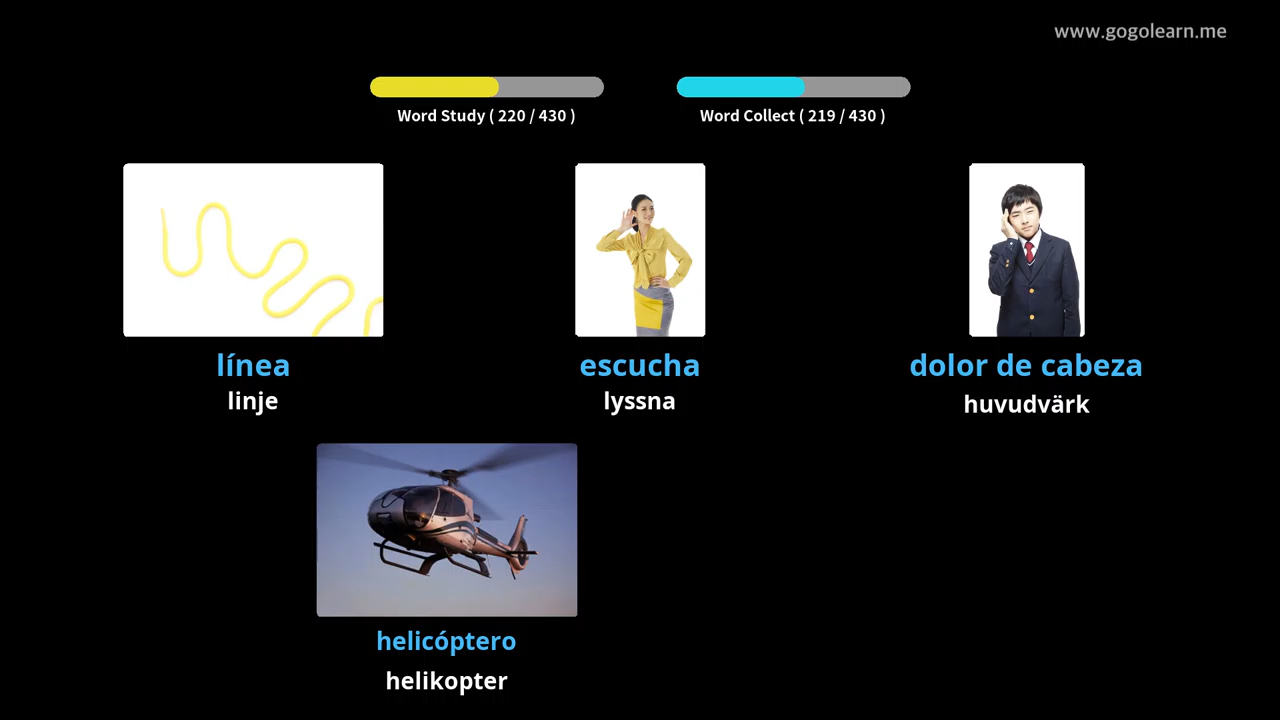 www.gogolearn.me
Word Study ( 220 / 430 )
Word Collect ( 219 / 430 )
línea
linje
escucha
lyssna
dolor de cabeza
huvudvärk
helicóptero
helikopter